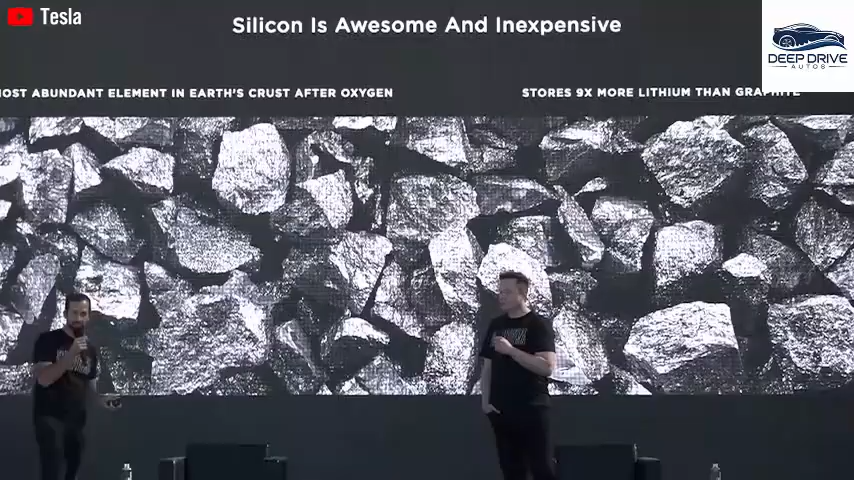 Tesla
Silicon Is Awesome And Inexpensive
DEEP DRIVE
AUTOS
MOST ABUNDANT ELEMENT IN EARTH'S CRUST AFTER OXYGEN
STORES 9X MORE LITHIUM THAN GRAPHITE